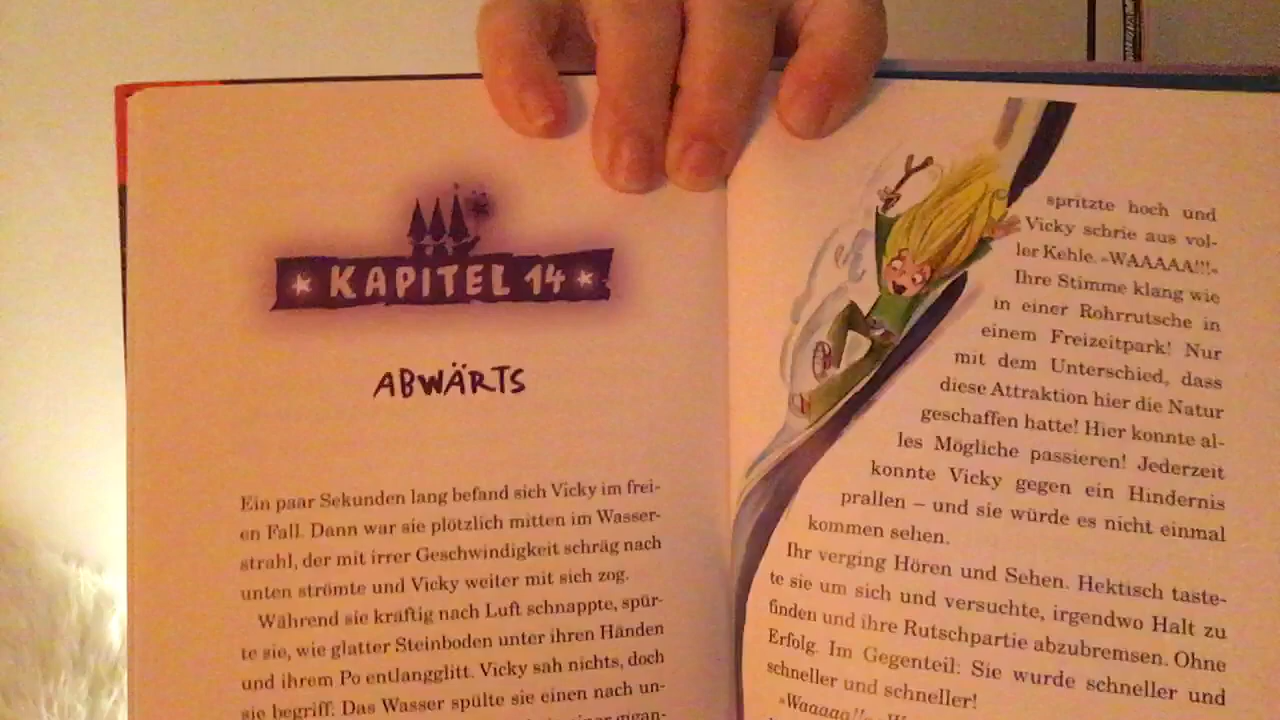 KAPITEL 14
ABWÄRTS
Ein paar Sekunden lang befand sich Vicky im frei-
en Fall. Dann war sie plötzlich mitten im Wasser-
strahl, der mit irrer Geschwindigkeit schräg nach
unten strömte und Vicky weiter mit sich zog.
Während sie kräftig nach Luft schnappte, spür-
te sie, wie glatter Steinboden unter ihren Händen
und ihrem Po entlangglitt. Vicky sah nichts, doch
sie begriff: Das Wasser spülte sie einen nach un-
spritzte hoch und
Vicky schrie aus vol-
ler Kehle. »WAAAAA!!!«
Ihre Stimme klang wie
in einer Rohrrutsche in
einem Freizeitpark! Nur
mit dem Unterschied, dass
diese Attraktion hier die Natur
geschaffen hatte! Hier konnte al-
les Mögliche passieren! Jederzeit
konnte Vicky gegen ein Hindernis
prallen – und sie würde es nicht einmal
kommen sehen.
Ihr verging Hören und Sehen. Hektisch taste-
te sie um sich und versuchte, irgendwo Halt zu
finden und ihre Rutschpartie abzubremsen. Ohne
Erfolg. Im Gegenteil: Sie wurde schneller und
schneller und schneller!
»Waaaaa!!«